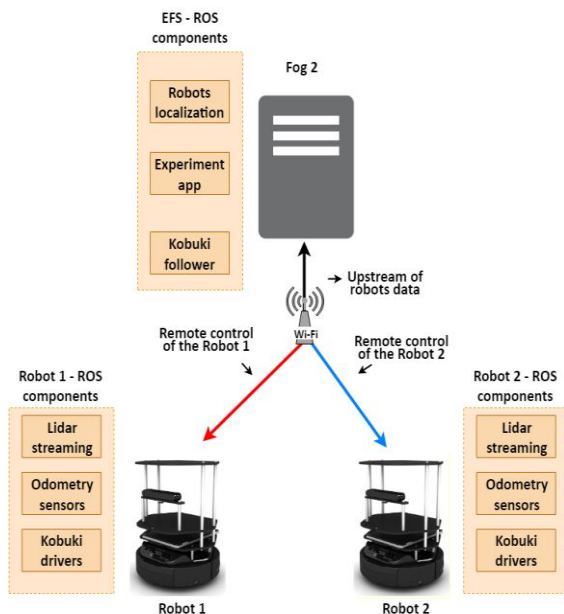 EFS - ROS
components
Fog 2
Robots
localization
Experiment
app
Kobuki
follower
Upstream of
robots data
Wi-Fi
Remote control
of the Robot 1
Remote control
of the Robot 2
Robot 1 - ROS
components
Lidar
streaming
Odometry
sensors
Kobuki
drivers
Robot 1
Robot 2 - ROS
components
Lidar
streaming
Odometry
sensors
Kobuki
drivers
Robot 2